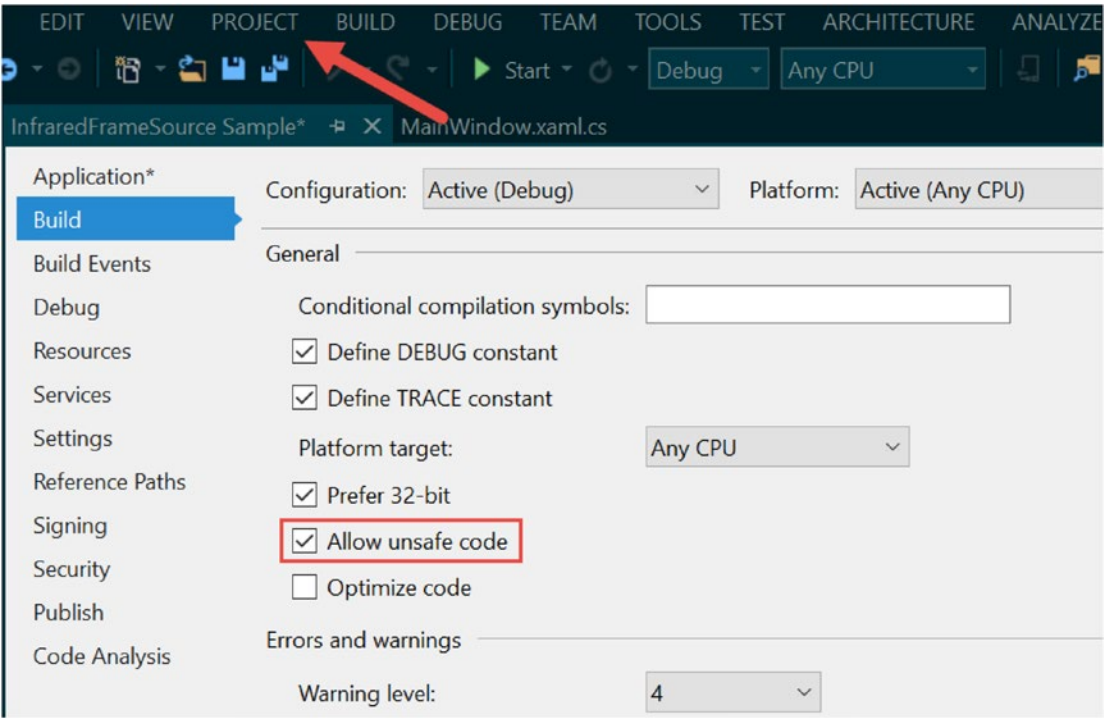 EDIT VIEW PROJECT BUILD DEBUG TEAM TOOLS TEST ARCHITECTURE ANALYZE
Start Debug Any CPU
InfraredFrameSource Sample* MainWindow.xaml.cs
Application*
Configuration: Active (Debug) Platform: Active (Any CPU)
Build
General
Build Events
Conditional compilation symbols:
Debug
Define DEBUG constant
Resources
Define TRACE constant
Services
Settings
Platform target: Any CPU
Reference Paths
Prefer 32-bit
Signing
Allow unsafe code
Security
Optimize code
Publish
Errors and warnings
Code Analysis
Warning level: 4